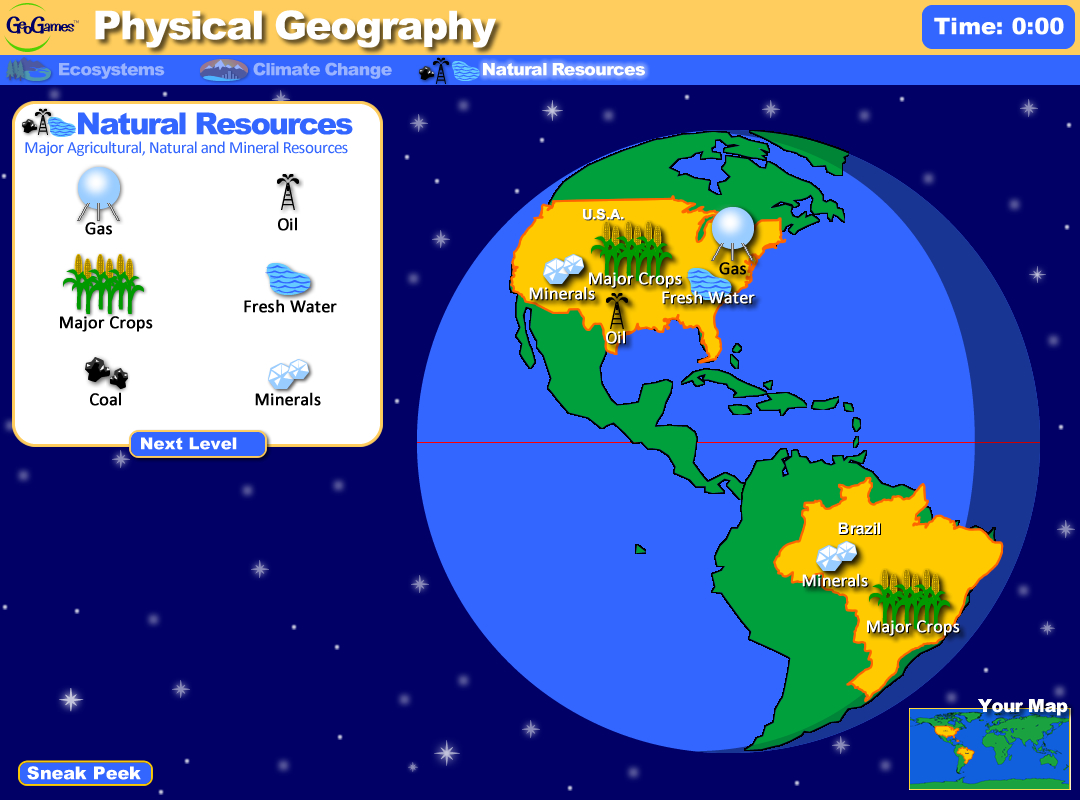 GeoGames™
Physical Geography
Time: 0:00
Ecosystems
Climate Change
Natural Resources
Natural Resources
Major Agricultural, Natural and Mineral Resources
Gas
Oil
Major Crops
Fresh Water
Coal
Minerals
Next Level
U.S.A.
Gas
Major Crops
Minerals
Fresh Water
Oil
Brazil
Minerals
Major Crops
Your Map
Sneak Peek